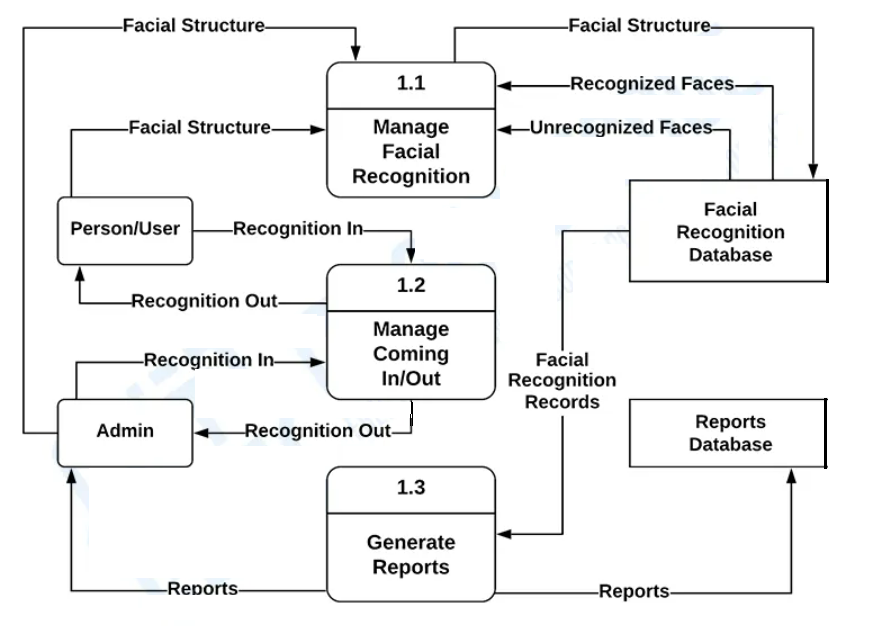 Facial Structure
Facial Structure
1.1
Recognized Faces
Manage
Facial
Recognition
Facial Structure
Unrecognized Faces
Person/User
Recognition In
Facial
Recognition
Database
1.2
Recognition Out
Manage
Coming
In/Out
Recognition In
Facial
Recognition
Records
Admin
Recognition Out
Reports
Database
1.3
Generate
Reports
Reports
Reports